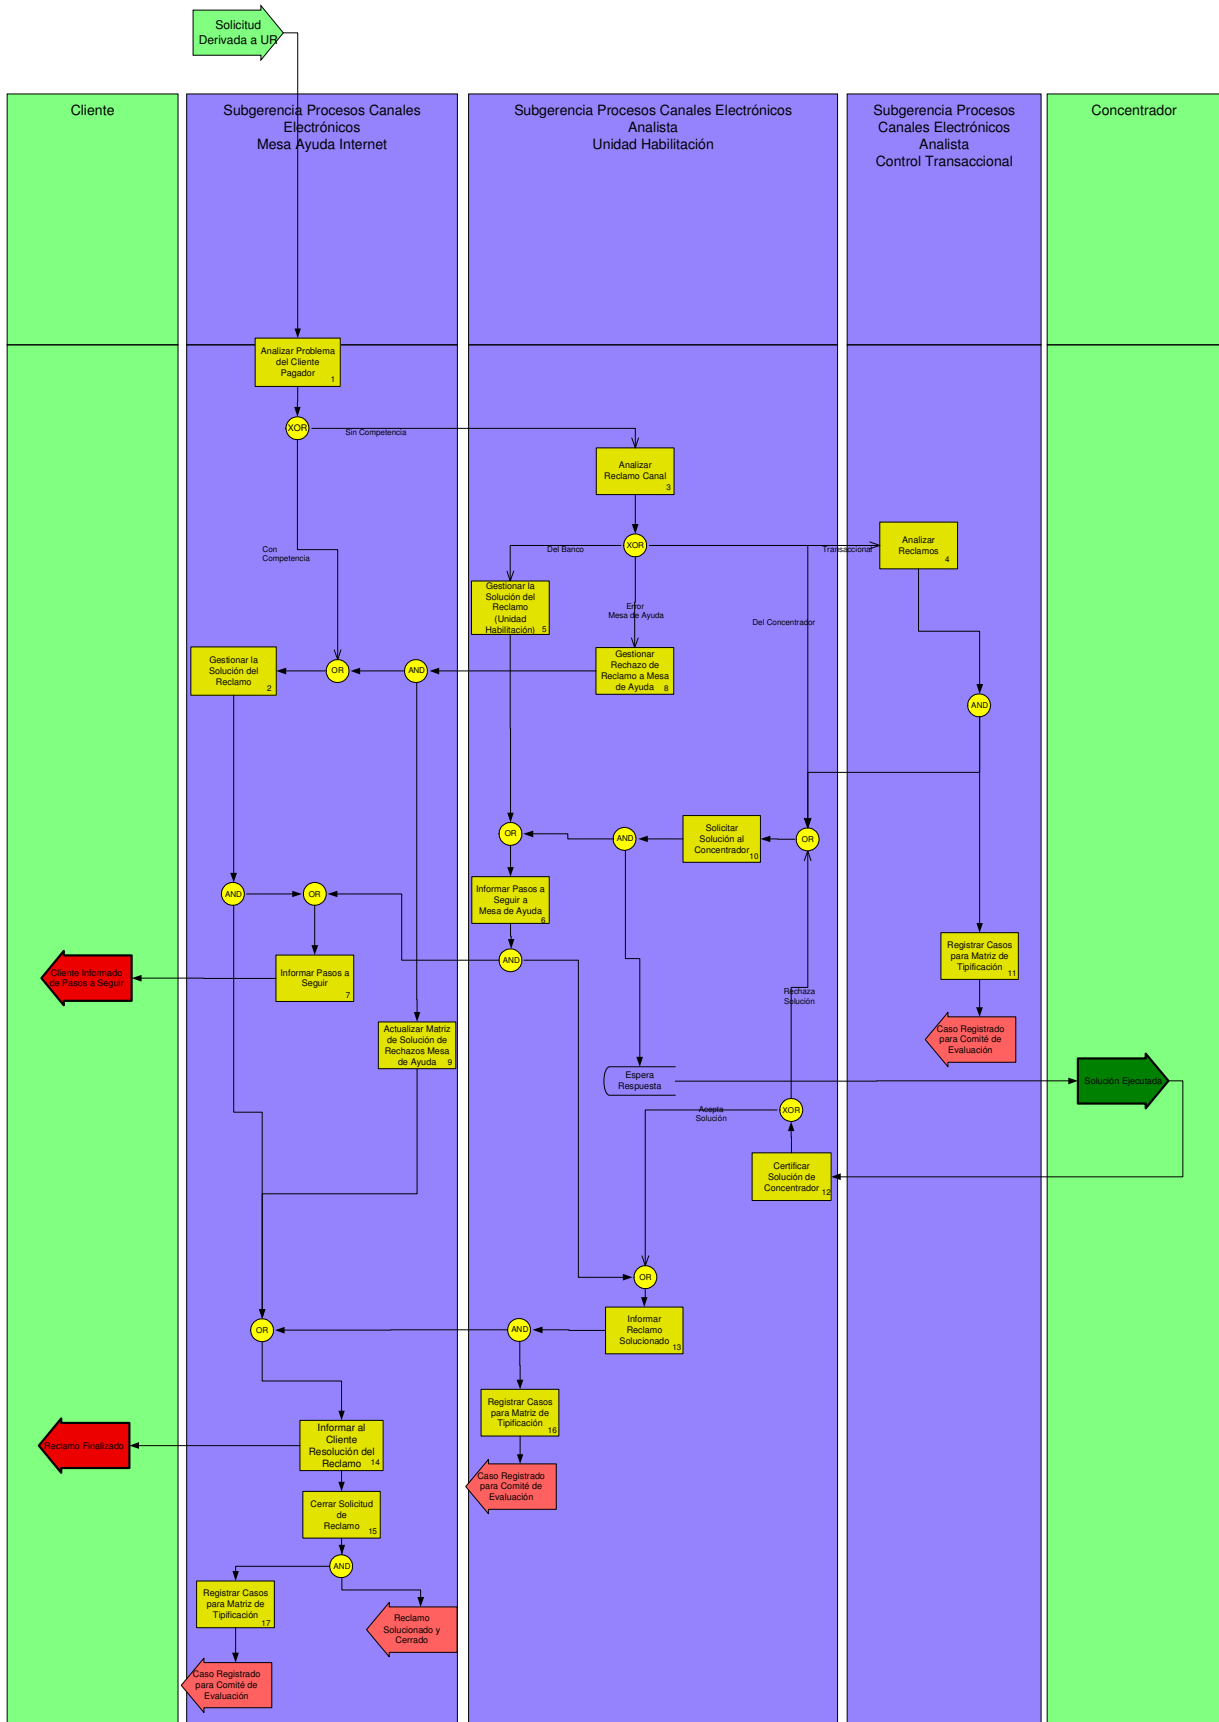 Solicitud
Derivada a UR
Cliente
Subgerencia Procesos Canales
Electrónicos
Mesa Ayuda Internet
Subgerencia Procesos Canales Electrónicos
Analista
Unidad Habilitación
Subgerencia Procesos
Canales Electrónicos
Analista
Control Transaccional
Concentrador
Analizar Problema
del Cliente
Pagador
1
XOR
Sin Competencia
Analizar
Reclamo Canal
3
Con
Competencia
Del Banco
XOR
Transaccional
Analizar
Reclamos
4
Gestionar la
Solución del
Reclamo
(Unidad
Habilitación)
5
Error
Mesa de Ayuda
Del Concentrador
Gestionar la
Solución del
Reclamo
2
OR
AND
Gestionar
Rechazo de
Reclamo a Mesa
de Ayuda
8
AND
OR
AND
Solicitar
Solución al
Concentrador
10
OR
AND
OR
Informar Pasos a
Seguir a
Mesa de Ayuda
6
AND
Registrar Casos
para Matriz de
Tipificación
11
Cliente Informado
de Pasos a Seguir
Informar Pasos a
Seguir
7
Rechaza
Solución
Actualizar Matriz
de Solución de
Rechazos Mesa
de Ayuda
9
Caso Registrado
para Comité de
Evaluación
Espera
Respuesta
Solución Ejecutada
Acepta
Solución
XOR
Certificar
Solución de
Concentrador
12
OR
Informar
Reclamo
Solucionado
13
OR
AND
Registrar Casos
para Matriz de
Tipificación
16
Reclamo Finalizado
Informar al
Cliente
Resolución del
Reclamo
14
Caso Registrado
para Comité de
Evaluación
Cerrar Solicitud
de
Reclamo
15
AND
Registrar Casos
para Matriz de
Tipificación
17
Reclamo
Solucionado y
Cerrado
Caso Registrado
para Comité de
Evaluación